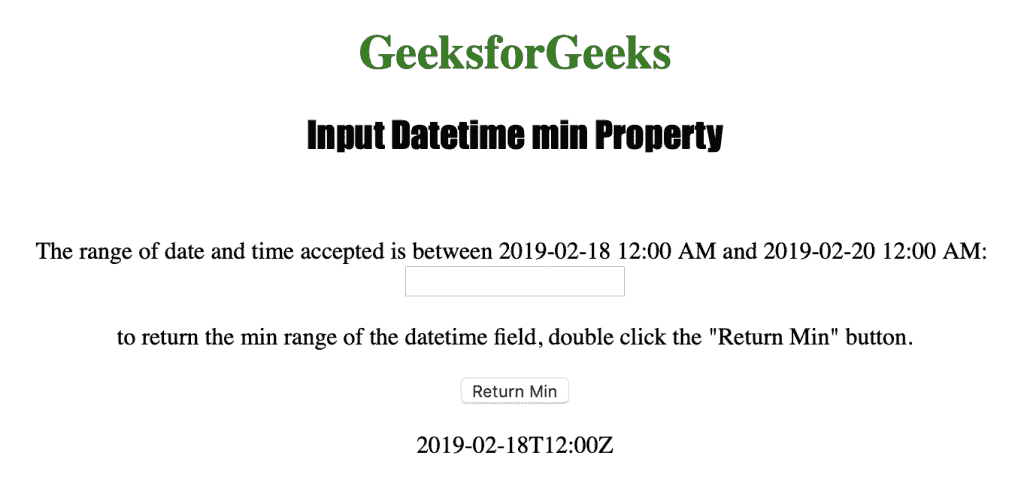 GeeksforGeeks
Input Datetime min Property
The range of date and time accepted is between 2019-02-18 12:00 AM and 2019-02-20 12:00 AM:
to return the min range of the datetime field, double click the "Return Min" button.
Return Min
2019-02-18T12:00Z